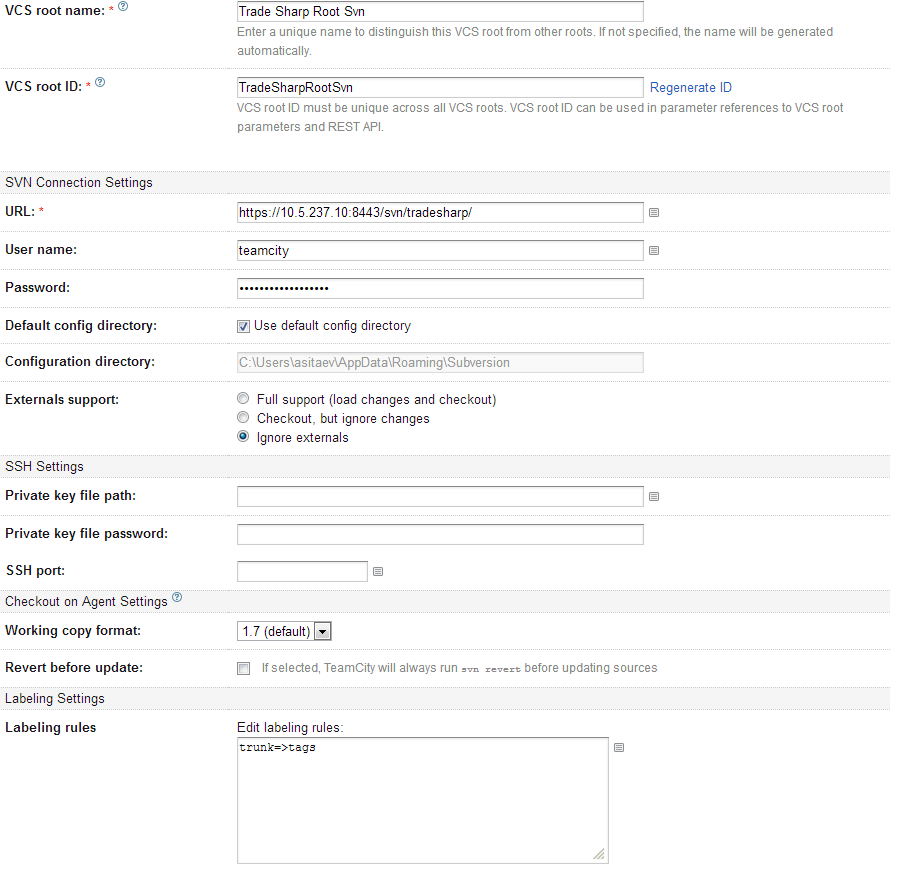 VCS root name: * ?
Trade Sharp Root Svn
Enter a unique name to distinguish this VCS root from other roots. If not specified, the name will be generated
automatically.
VCS root ID: * ?
TradeSharpRootSvn
Regenerate ID
VCS root ID must be unique across all VCS roots. VCS root ID can be used in parameter references to VCS root
parameters and REST API.
SVN Connection Settings
URL: *
https://10.5.237.10:8443/svn/tradesharp/
User name:
teamcity
Password:
••••••••••••••••••
Default config directory:
Use default config directory
Configuration directory:
C:\Users\asitaev\AppData\Roaming\Subversion
Externals support:
Full support (load changes and checkout)
Checkout, but ignore changes
Ignore externals
SSH Settings
Private key file path:
Private key file password:
SSH port:
Checkout on Agent Settings ?
Working copy format:
1.7 (default)
Revert before update:
If selected, TeamCity will always run svn revert before updating sources
Labeling Settings
Labeling rules
Edit labeling rules:
trunk=>tags